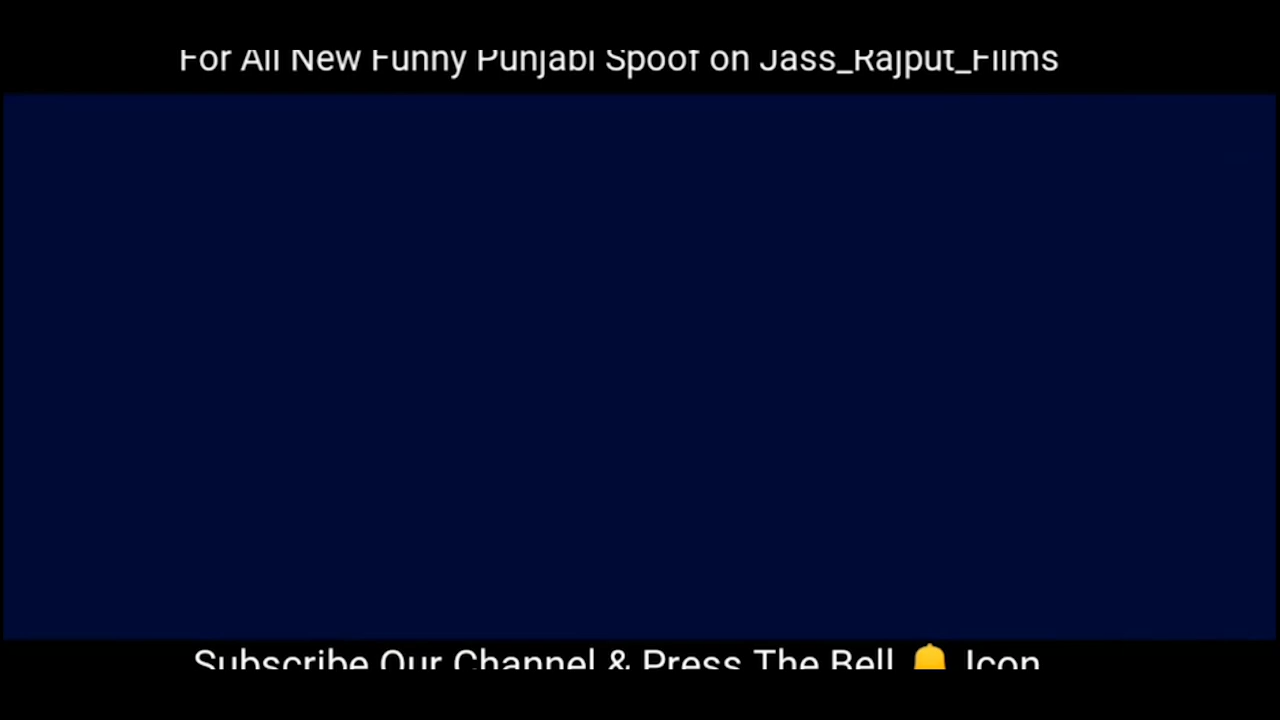 For All New Funny Punjabi Spoof on Jass_Rajput_Films
Subscribe Our Channel & Press The Bell 🔔 Icon